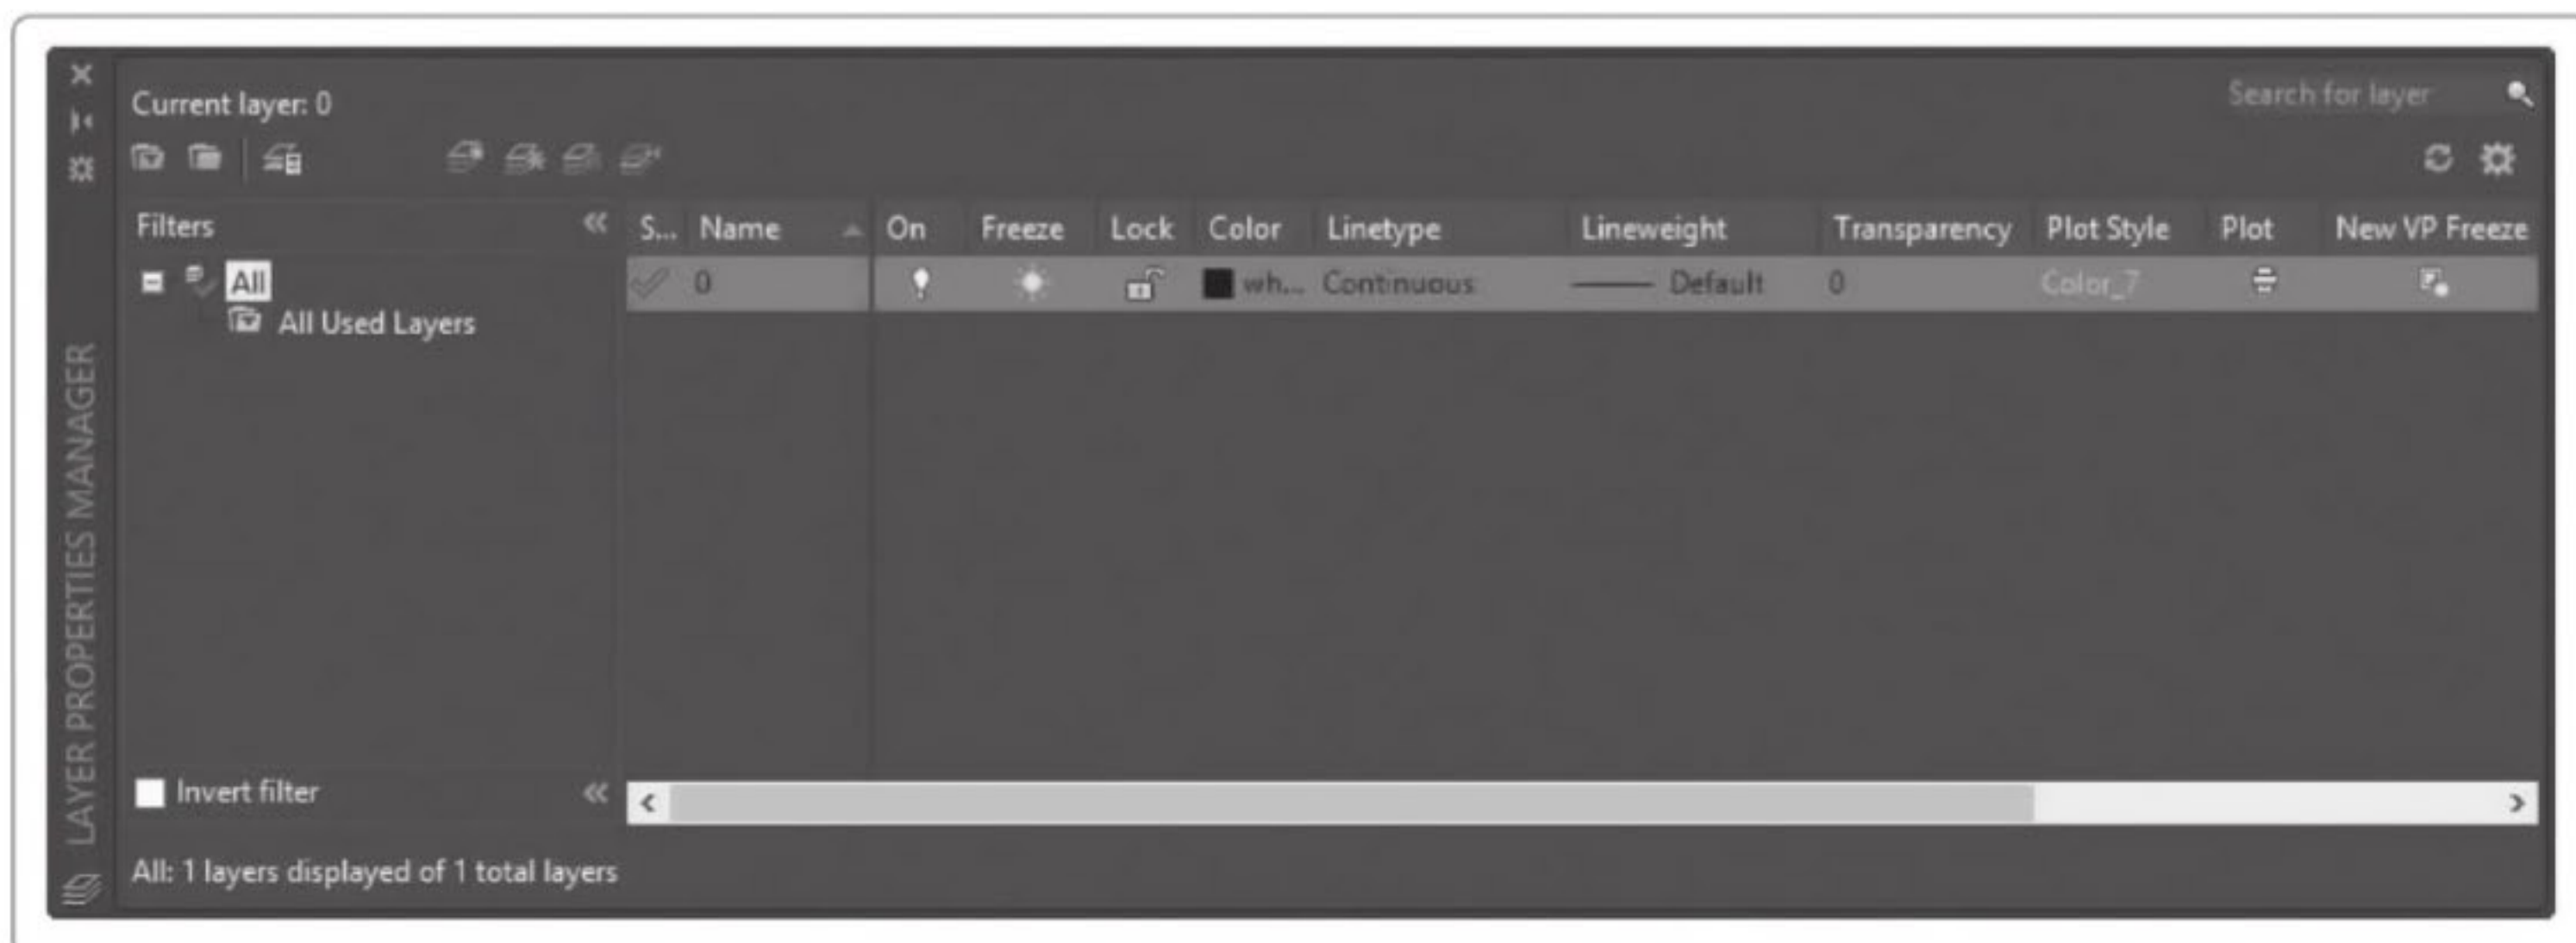 Current layer: 0
Search for layer
Filters
S... Name On Freeze Lock Color Linetype Lineweight Transparency Plot Style Plot New VP Freeze
All
0 wh... Continuous Default 0 Color_7
All Used Layers
Invert filter
All: 1 layers displayed of 1 total layers
LAYER PROPERTIES MANAGER